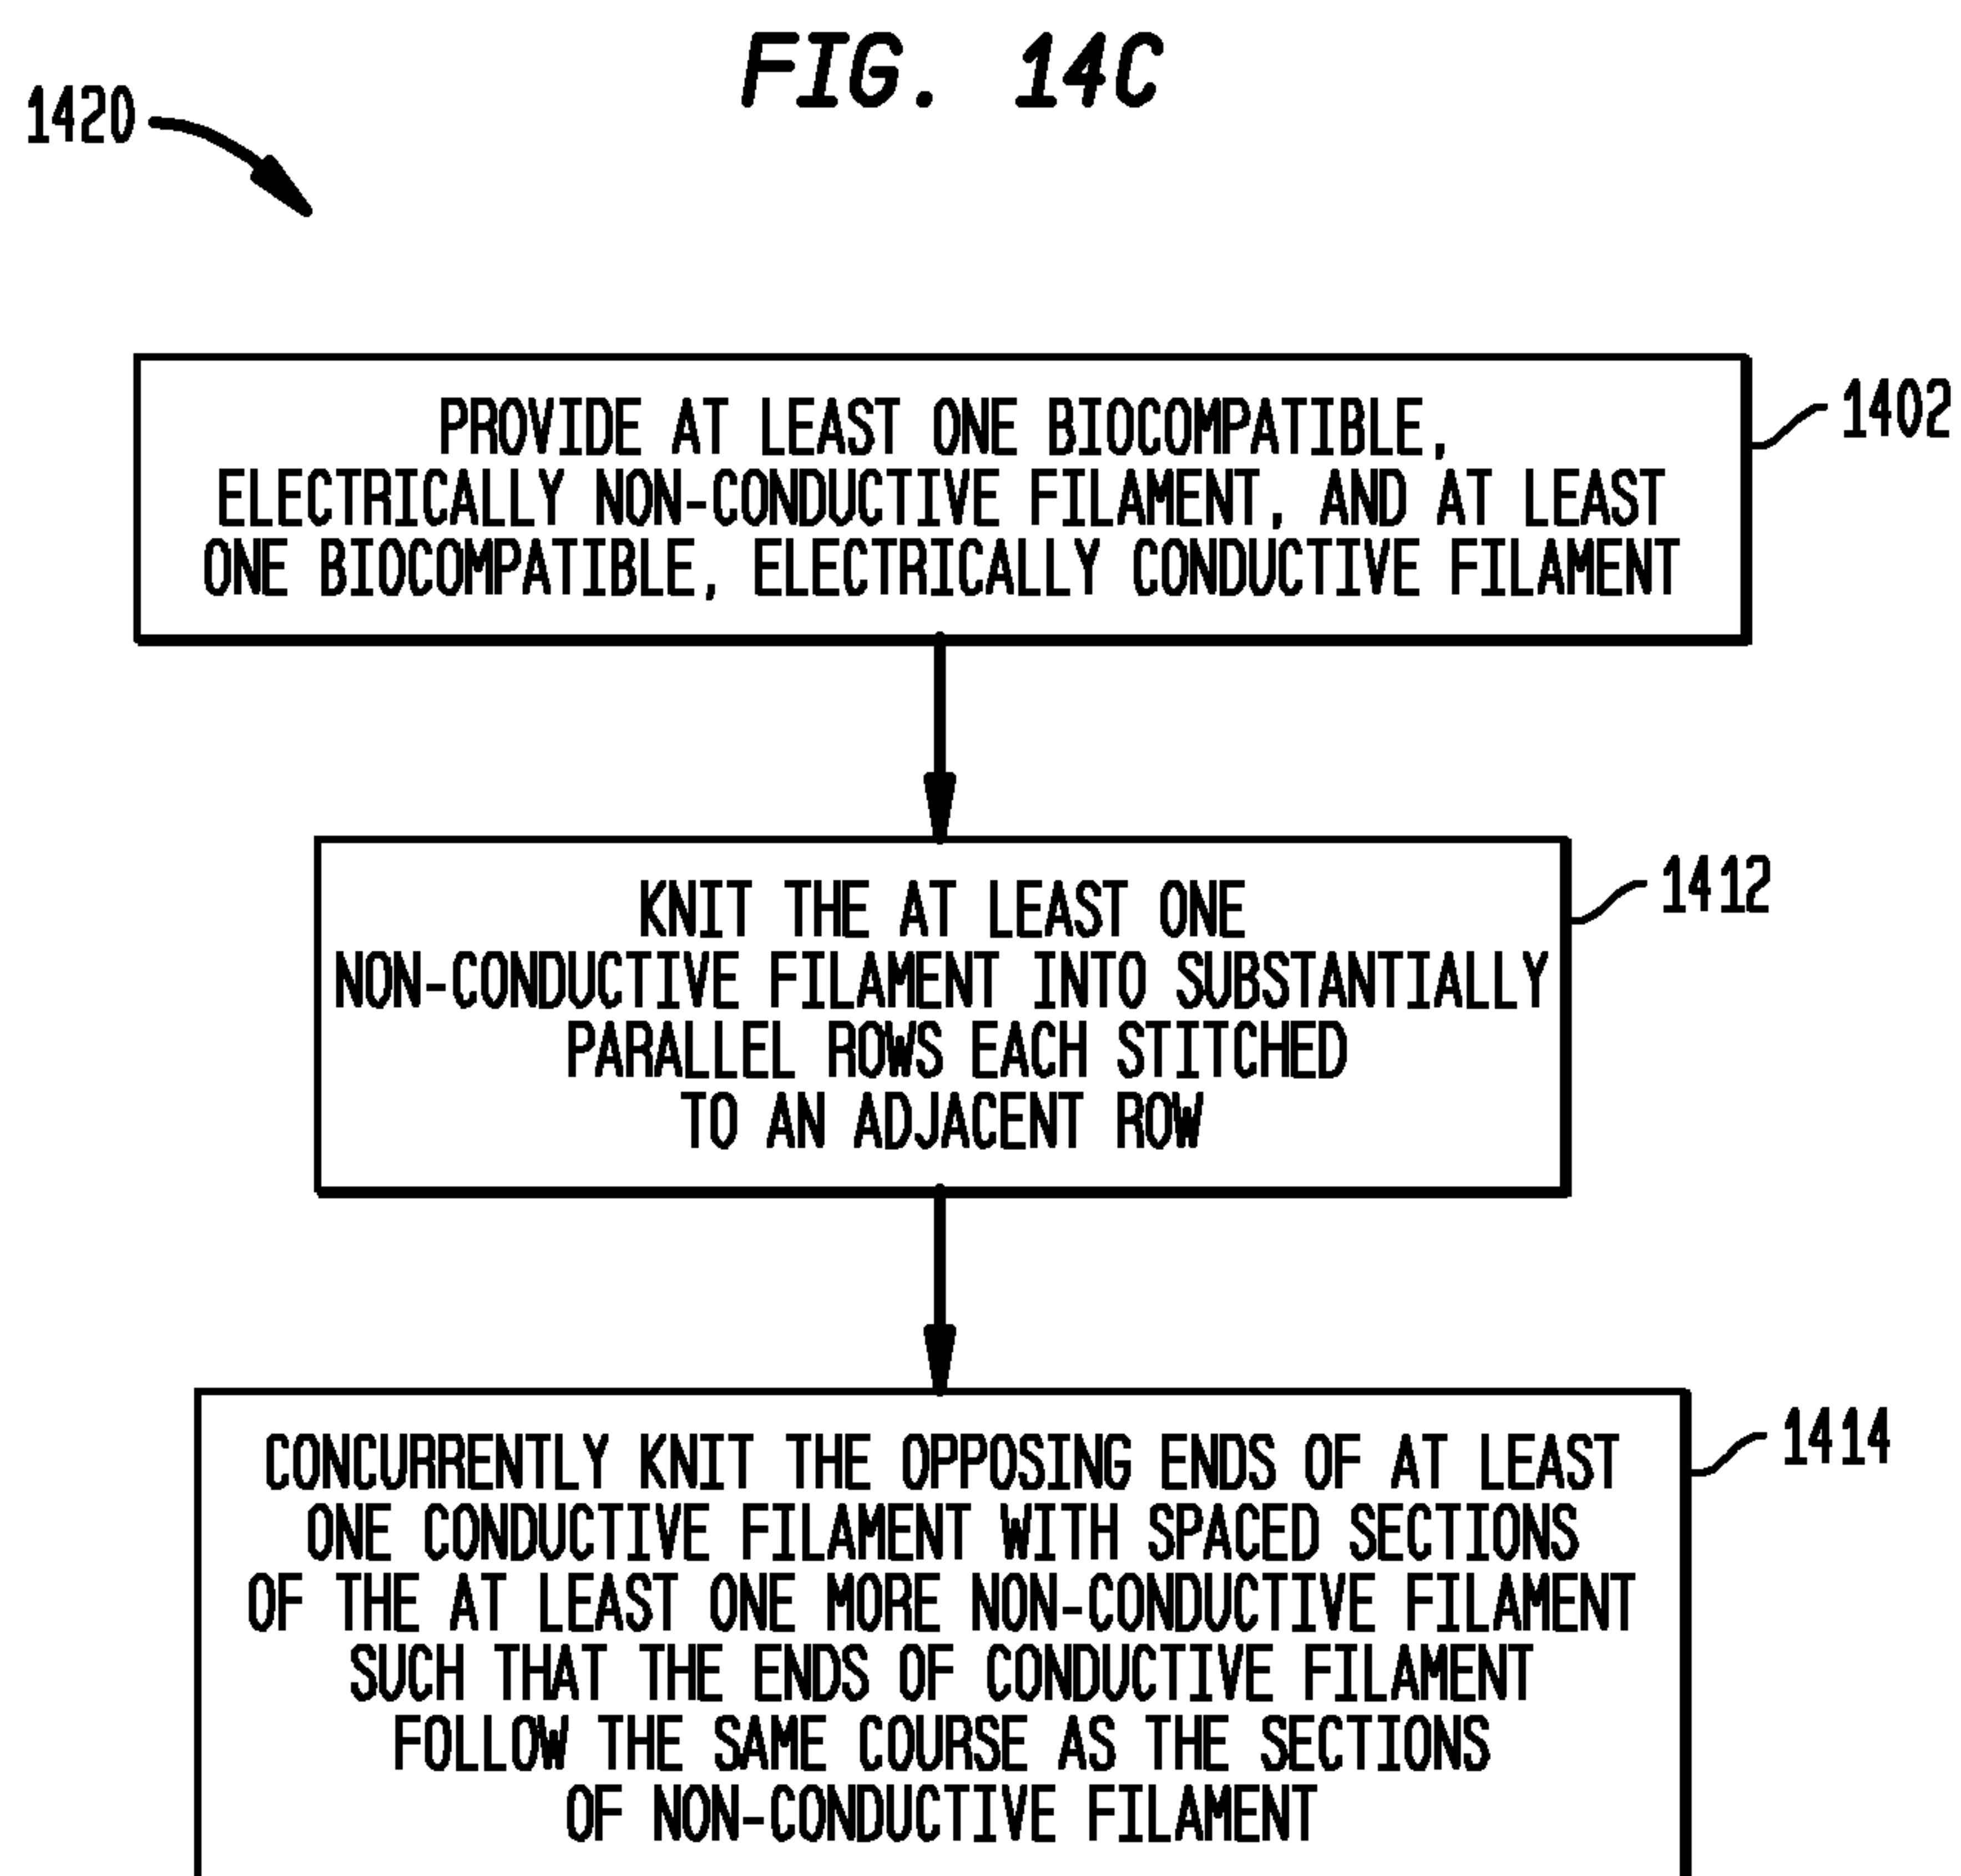 FIG. 14C
1420
PROVIDE AT LEAST ONE BIOCOMPATIBLE,
ELECTRICALLY NON-CONDUCTIVE FILAMENT, AND AT LEAST
ONE BIOCOMPATIBLE, ELECTRICALLY CONDUCTIVE FILAMENT
1402
KNIT THE AT LEAST ONE
NON-CONDUCTIVE FILAMENT INTO SUBSTANTIALLY
PARALLEL ROWS EACH STITCHED
TO AN ADJACENT ROW
1412
CONCURRENTLY KNIT THE OPPOSING ENDS OF AT LEAST
ONE CONDUCTIVE FILAMENT WITH SPACED SECTIONS
OF THE AT LEAST ONE MORE NON-CONDUCTIVE FILAMENT
SUCH THAT THE ENDS OF CONDUCTIVE FILAMENT
FOLLOW THE SAME COURSE AS THE SECTIONS
OF NON-CONDUCTIVE FILAMENT
1414